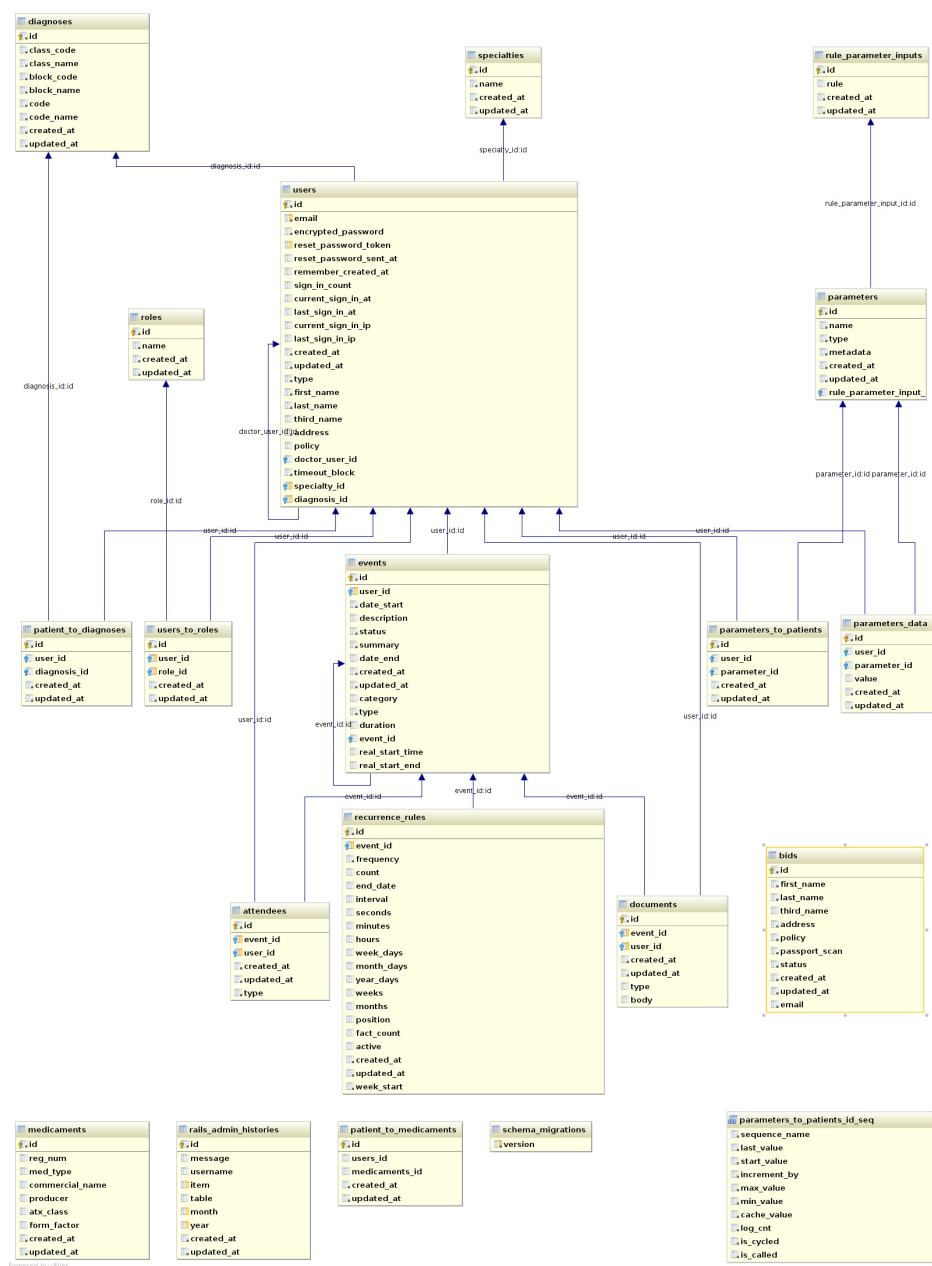 diagnoses
id
class_code
class_name
block_code
block_name
code
code_name
created_at
updated_at
specialties
id
name
created_at
updated_at
rule_parameter_inputs
id
rule
created_at
updated_at
diagnosis_id:id
specialty_id:id
rule_parameter_input_id:id
users
id
email
encrypted_password
reset_password_token
reset_password_sent_at
remember_created_at
sign_in_count
current_sign_in_at
last_sign_in_at
current_sign_in_ip
last_sign_in_ip
created_at
updated_at
type
first_name
last_name
third_name
address
policy
doctor_user_id
timeout_block
specialty_id
diagnosis_id
doctor_user_id:id
roles
id
name
created_at
updated_at
parameters
id
name
type
metadata
created_at
updated_at
rule_parameter_input_
diagnosis_id:id
role_id:id
parameter_id:id
parameter_id:id
user_id:id
user_id:id
user_id:id
user_id:id
user_id:id
patient_to_diagnoses
id
user_id
diagnosis_id
created_at
updated_at
users_to_roles
id
user_id
role_id
created_at
updated_at
events
id
user_id
date_start
description
status
summary
date_end
created_at
updated_at
category
type
duration
event_id
real_start_time
real_start_end
event_id:id
parameters_to_patients
id
user_id
parameter_id
created_at
updated_at
parameters_data
id
user_id
parameter_id
value
created_at
updated_at
user_id:id
user_id:id
event_id:id
event_id:id
event_id:id
attendees
id
event_id
user_id
created_at
updated_at
type
recurrence_rules
id
event_id
frequency
count
end_date
interval
seconds
minutes
hours
week_days
month_days
year_days
weeks
months
position
fact_count
active
created_at
updated_at
week_start
documents
id
event_id
user_id
created_at
updated_at
type
body
bids
id
first_name
last_name
third_name
address
policy
passport_scan
status
created_at
updated_at
email
medicaments
id
reg_num
med_type
commercial_name
producer
atx_class
form_factor
created_at
updated_at
rails_admin_histories
id
message
username
item
table
month
year
created_at
updated_at
patient_to_medicaments
id
users_id
medicaments_id
created_at
updated_at
schema_migrations
version
parameters_to_patients_id_seq
sequence_name
last_value
start_value
increment_by
max_value
min_value
cache_value
log_cnt
is_cycled
is_called
Powered by yFiles